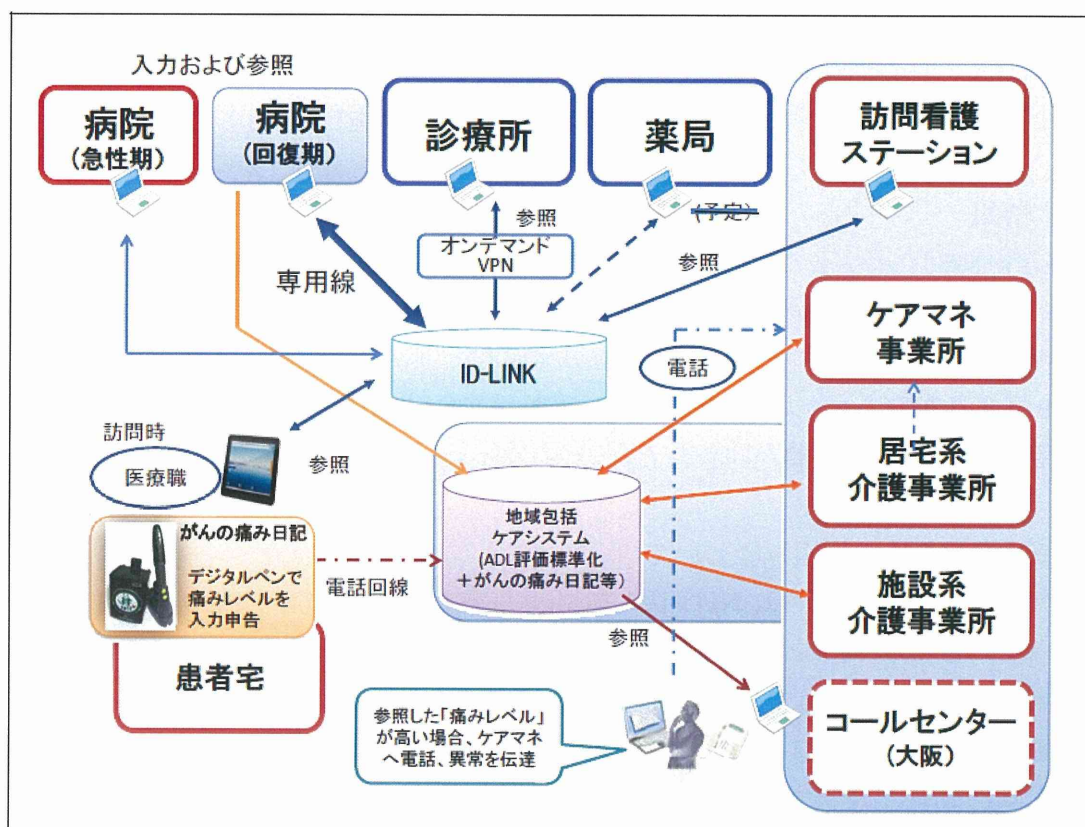 入力および参照
病院
(急性期)
病院
(回復期)
診療所
薬局
訪問看護
ステーション
参照
(予定)
オンデマンド
VPN
参照
専用線
ケアマネ
事業所
ID-LINK
電話
訪問時
医療職
参照
居宅系
介護事業所
地域包括
ケアシステム
(ADL評価標準化
+がんの痛み日記等)
がんの痛み日記
デジタルペンで
痛みレベルを
入力申告
電話回線
施設系
介護事業所
参照
患者宅
参照した「痛みレベル」
が高い場合、ケアマネ
へ電話、異常を伝達
コールセンター
(大阪)